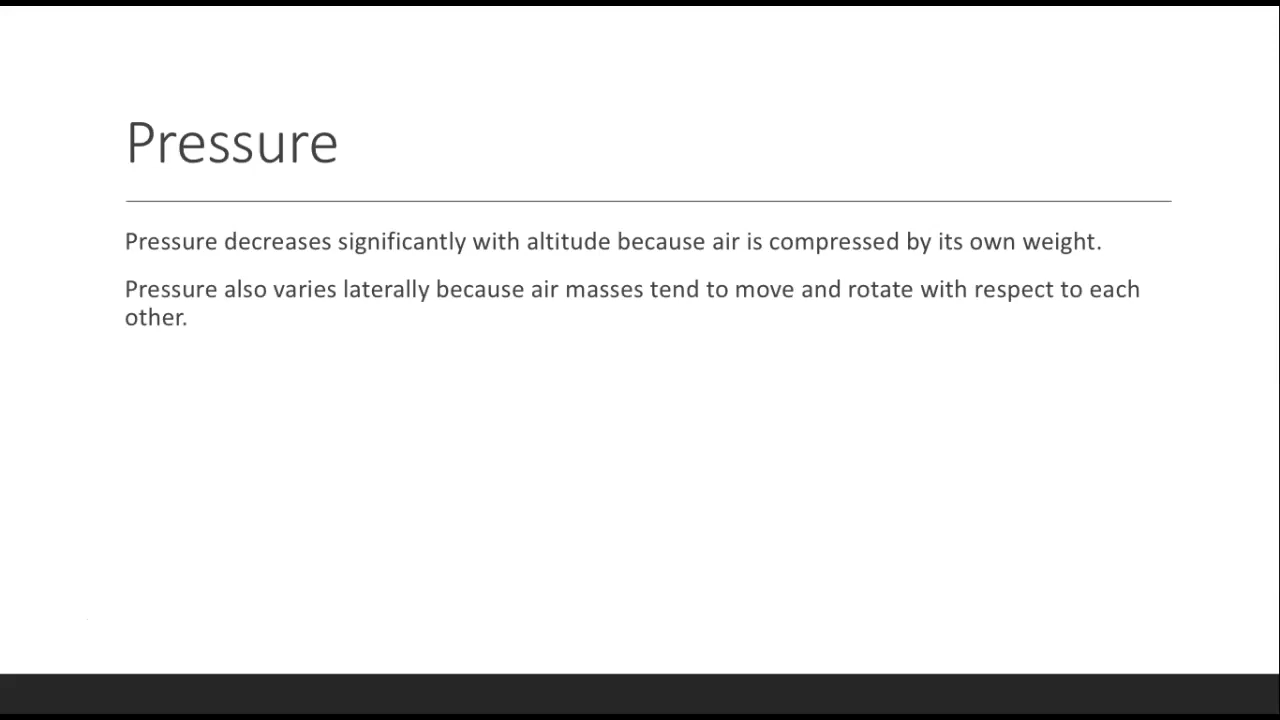 Pressure
Pressure decreases significantly with altitude because air is compressed by its own weight.
Pressure also varies laterally because air masses tend to move and rotate with respect to each
other.